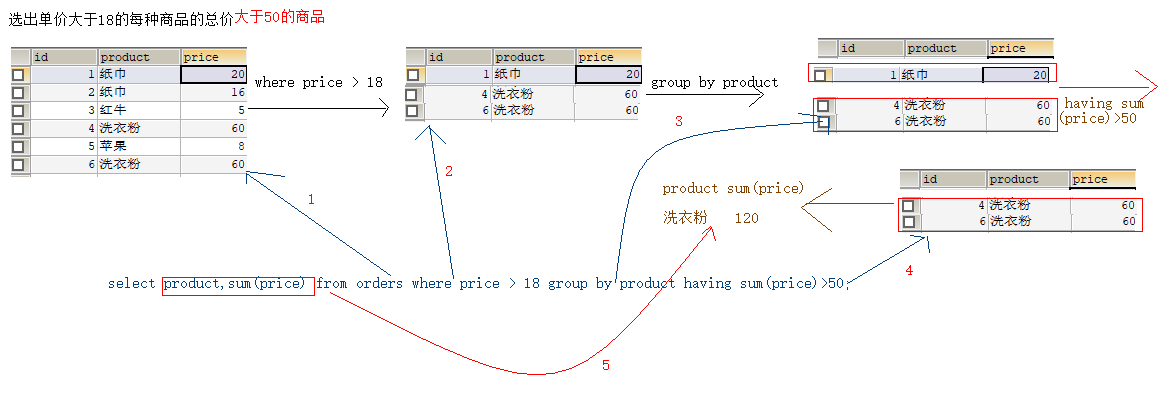 选出单价大于18的每种商品的总价大于50的商品
id product price
1 纸巾 20
2 纸巾 16
3 红牛 5
4 洗衣粉 60
5 苹果 8
6 洗衣粉 60
where price > 18
id product price
1 纸巾 20
4 洗衣粉 60
6 洗衣粉 60
group by product
3
id product price
1 纸巾 20
4 洗衣粉 60
6 洗衣粉 60
having sum
(price)>50
1
2
product sum(price)
洗衣粉 120
id product price
4 洗衣粉 60
6 洗衣粉 60
4
select product,sum(price) from orders where price > 18 group by product having sum(price)>50;
5